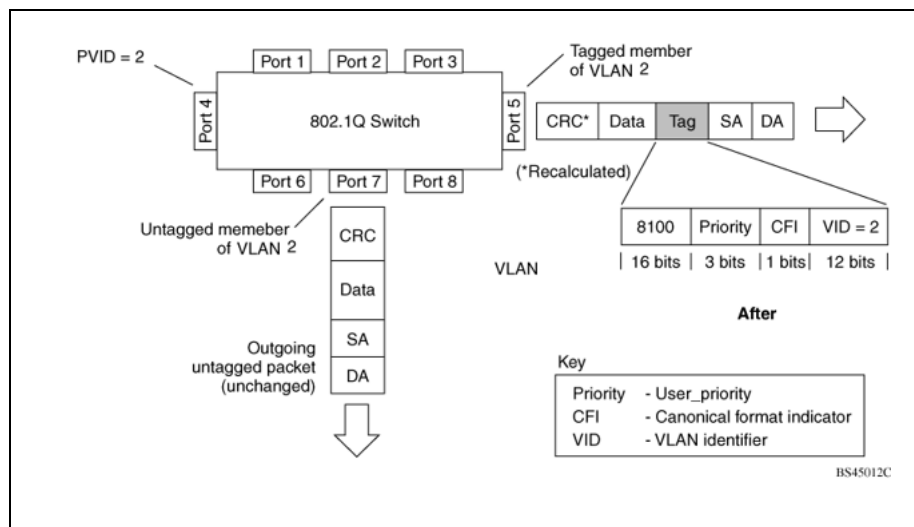 PVID = 2
Port 1
Port 2
Port 3
Tagged member
of VLAN 2
Port 4
802.1Q Switch
Port 5
CRC*
Data
Tag
SA
DA
(*Recalculated)
Port 6
Port 7
Port 8
Untagged memeber
of VLAN 2
CRC
Data
SA
DA
Outgoing
untagged packet
(unchanged)
VLAN
8100
Priority
CFI
VID = 2
16 bits
3 bits
1 bits
12 bits
After
Key
Priority - User_priority
CFI - Canonical format indicator
VID - VLAN identifier
BS45012C